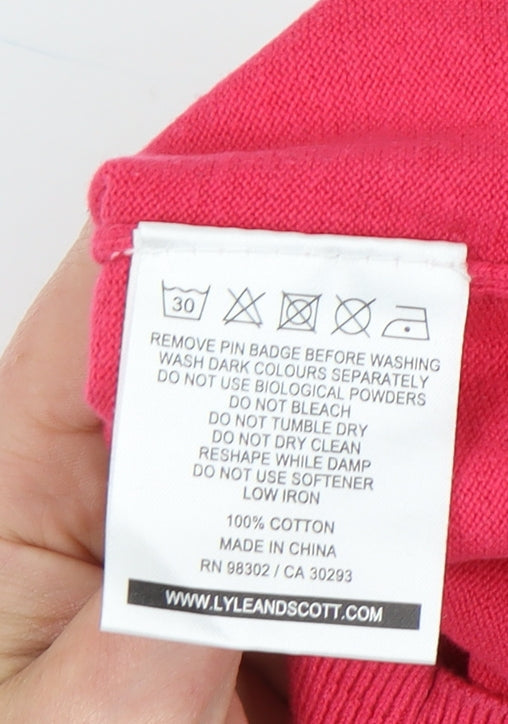 30
REMOVE PIN BADGE BEFORE WASHING
WASH DARK COLOURS SEPARATELY
DO NOT USE BIOLOGICAL POWDERS
DO NOT BLEACH
DO NOT TUMBLE DRY
DO NOT DRY CLEAN
RESHAPE WHILE DAMP
DO NOT USE SOFTENER
LOW IRON
100% COTTON
MADE IN CHINA
RN 98302 / CA 30293
WWW.LYLEANDSCOTT.COM